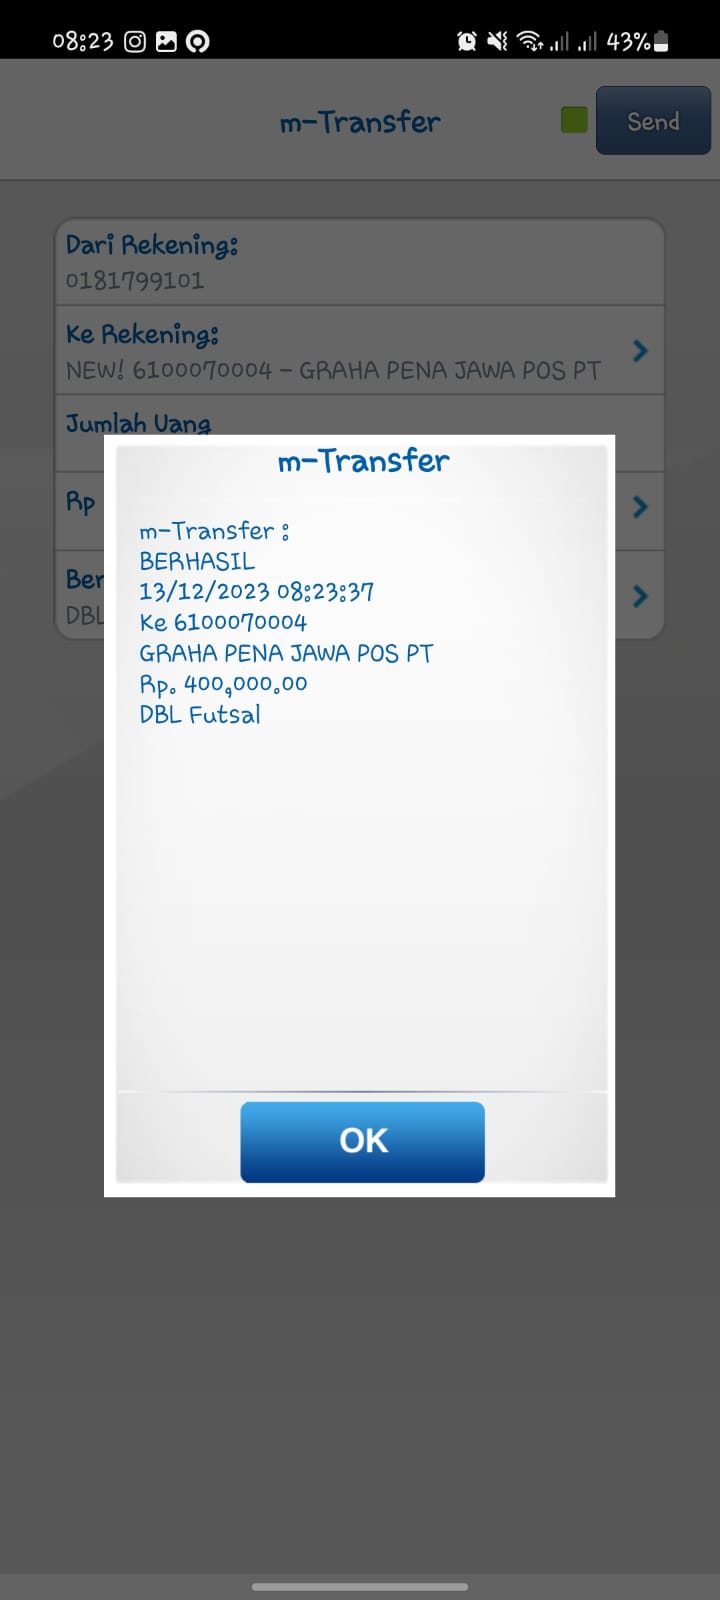 08:23
43%
m-Transfer
Send
Dari Rekening:
0181799101
Ke Rekening:
NEW! 6100070004 - GRAHA PENA JAWA POS PT
Jumlah Uang
Rp
Ber
DBL
m-Transfer
m-Transfer :
BERHASIL
13/12/2023 08:23:37
Ke 6100070004
GRAHA PENA JAWA POS PT
Rp. 400,000.00
DBL Futsal
OK